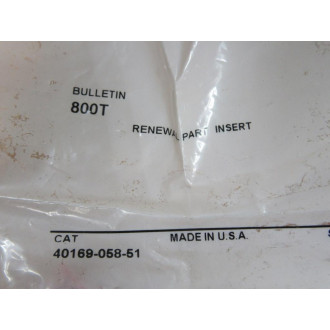 BULLETIN
800T
RENEWAL PART INSERT
CAT
MADE IN U.S.A.
40169-058-51